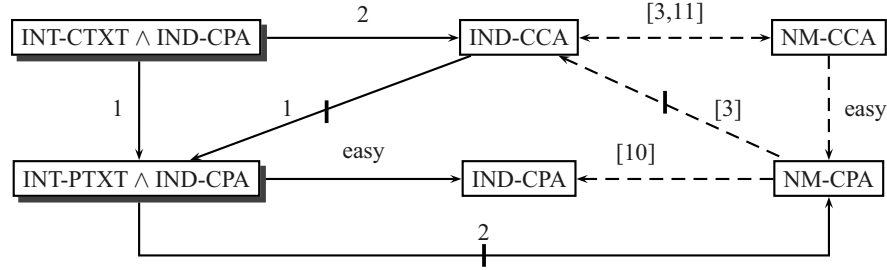 2 [3,11]
INT-CTXT ∧ IND-CPA IND-CCA NM-CCA
1 1 [3] easy
easy [10]
INT-PTXT ∧ IND-CPA IND-CPA NM-CPA
2